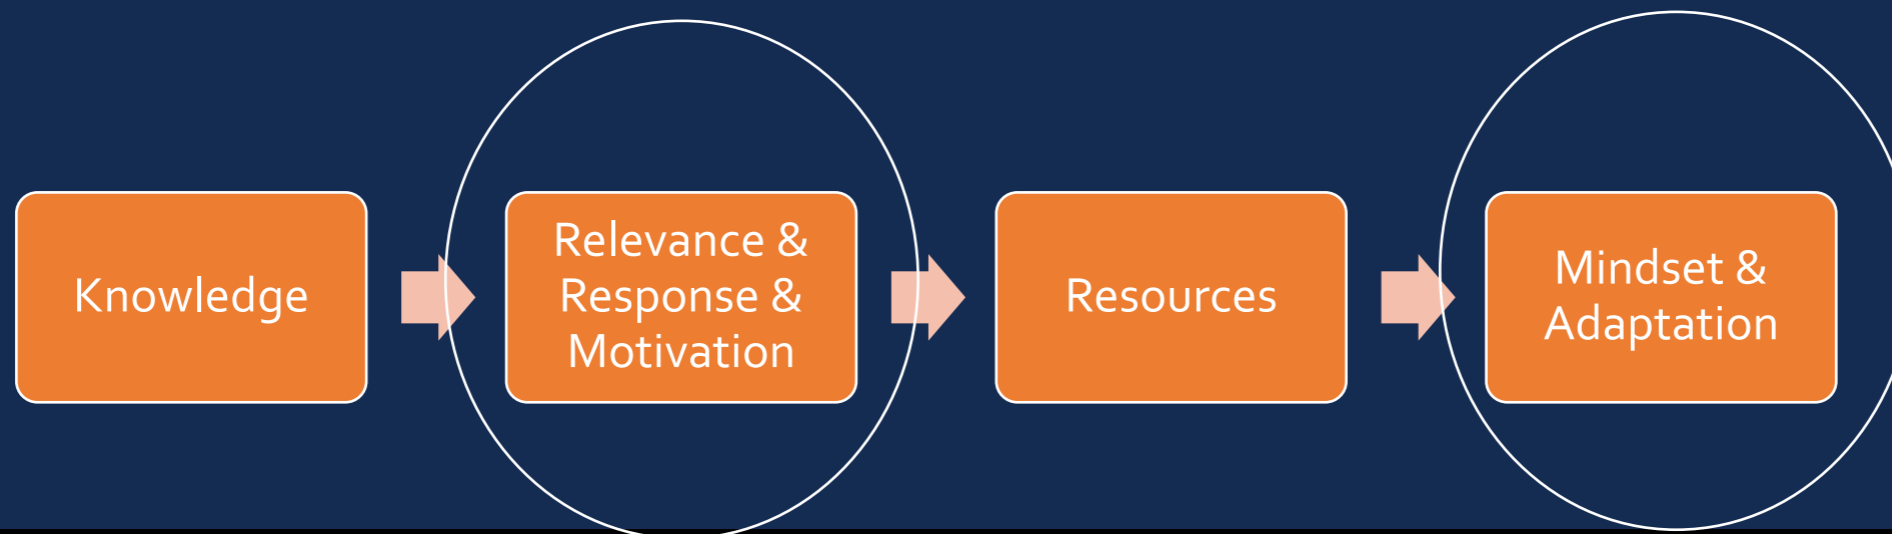 Knowledge
Relevance &
Response &
Motivation
Resources
Mindset &
Adaptation